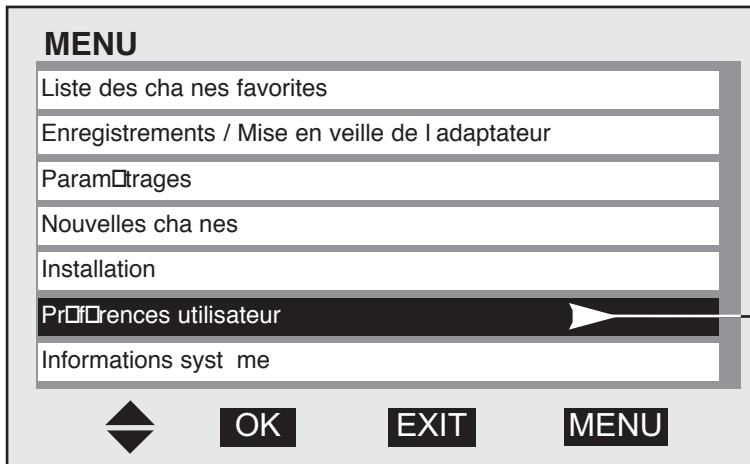 MENU
Liste des cha nes favorites
Enregistrements / Mise en veille de l adaptateur
Param□trages
Nouvelles cha nes
Installation
Pr□f□rences utilisateur
Informations syst  me
OK EXIT MENU